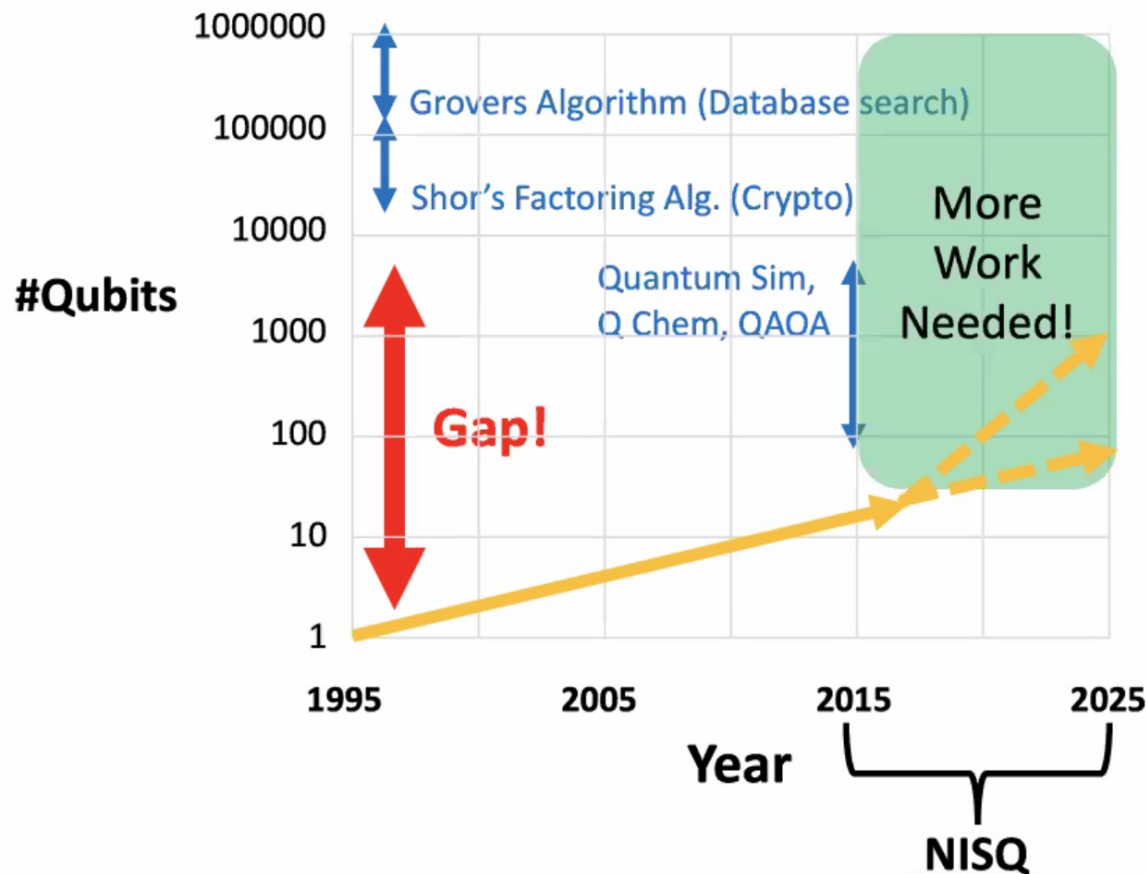 1000000
Grovers Algorithm (Database search)
100000
Shor's Factoring Alg. (Crypto)
10000
More
Work
Needed!
#Qubits
Quantum Sim,
Q Chem, QAOA
1000
Gap!
100
10
1
1995 2005 2015 2025
Year
NISQ